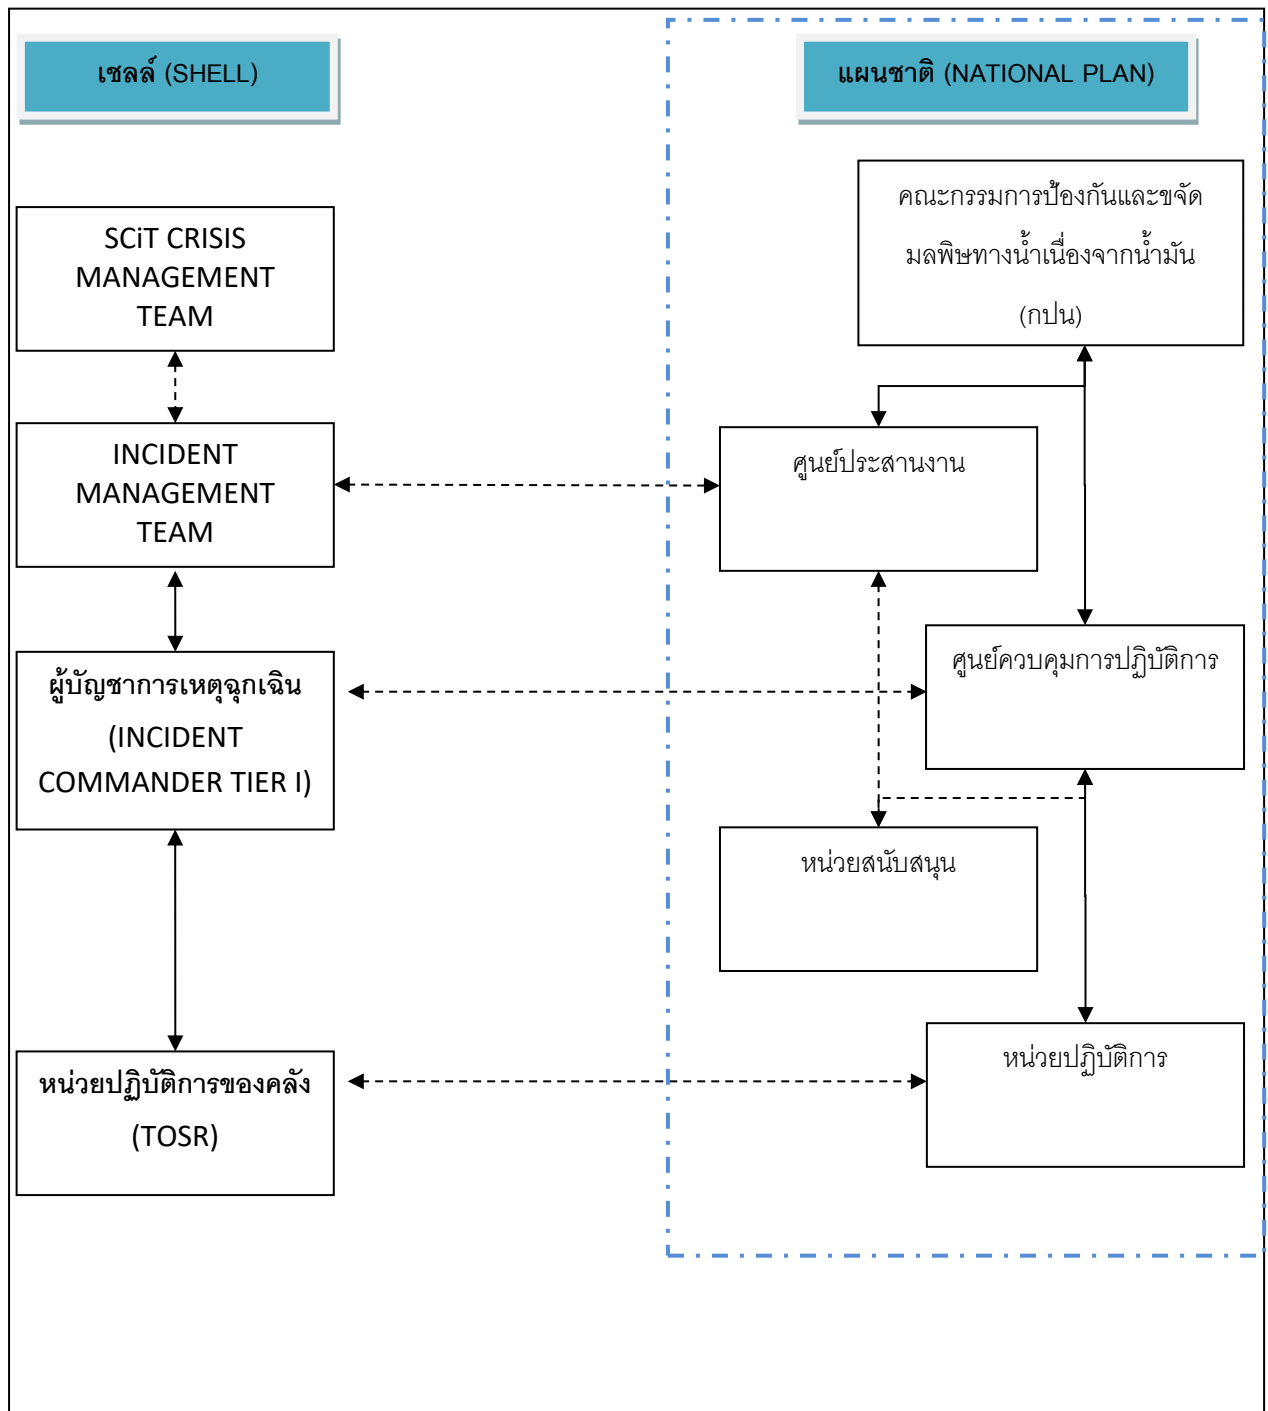 เชลล์ (SHELL)
แผนชาติ (NATIONAL PLAN)
SCiT CRISIS
MANAGEMENT
TEAM
คณะกรรมการป้องกันและขจัด
มลพิษทางน้ำเนื่องจากน้ำมัน
(กปน)
INCIDENT
MANAGEMENT
TEAM
ศูนย์ประสานงาน
ผู้บัญชาการเหตุฉุกเฉิน
(INCIDENT
COMMANDER TIER I)
ศูนย์ควบคุมการปฏิบัติการ
หน่วยสนับสนุน
หน่วยปฏิบัติการของคลัง
(TOSR)
หน่วยปฏิบัติการ